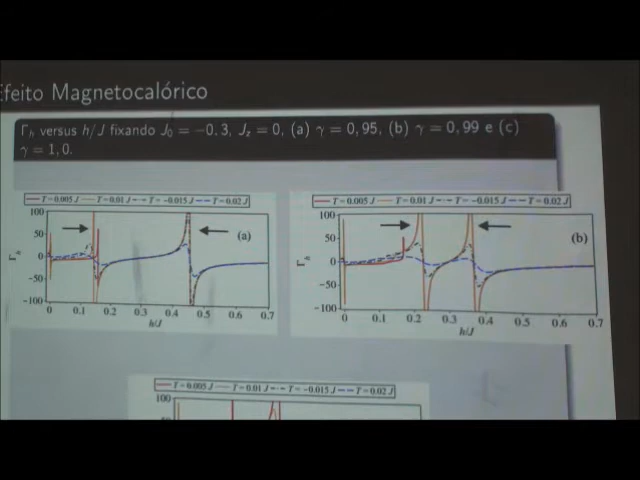 Efeito Magnetocalórico
Γh versus h/J fixando J0 = −0,3, Jz = 0, (a) γ = 0,95, (b) γ = 0,99 e (c)
γ = 1,0.
T = 0.005 J T = 0.01 J T = −0.015 J T = 0.02 J
100
50
0
−50
−100
Γh
(a)
0 0.1 0.2 0.3 0.4 0.5 0.6 0.7
h/J
T = 0.005 J T = 0.01 J T = −0.015 J T = 0.02 J
100
50
0
−50
−100
Γh
(b)
0 0.1 0.2 0.3 0.4 0.5 0.6 0.7
h/J
T = 0.005 J T = 0.01 J T = −0.015 J T = 0.02 J
100
50